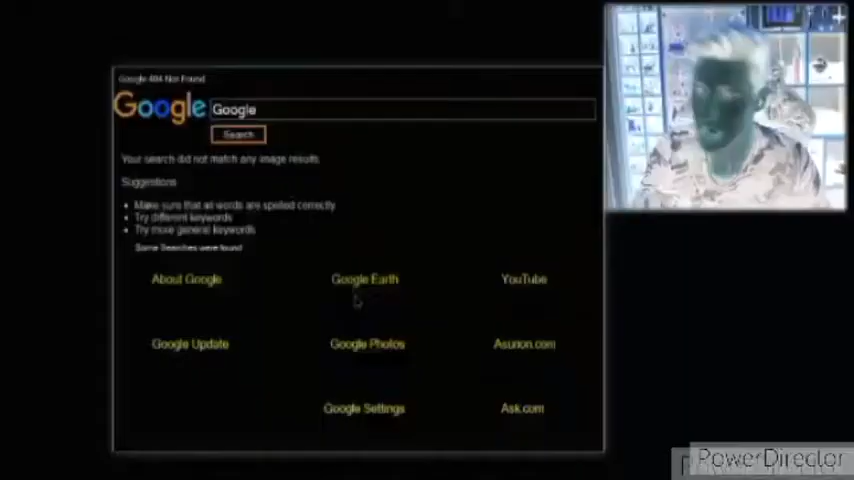 Google 404 Not Found
Google Google
Search
Your search did not match any image results.
Suggestions
• Make sure that all words are spelled correctly
• Try different keywords
• Try more general keywords
Some Searches were found
About Google Google Earth YouTube
Google Update Google Photos Asurion.com
Google Settings Ask.com
PowerDirector